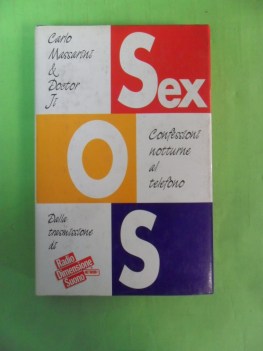 Carlo
Massarini
&
Doctor
Ji
Sex
O
Confessioni
notturne
al
telefono
Dalla
trasmissione
di
Radio
Dimensione
Suono
S